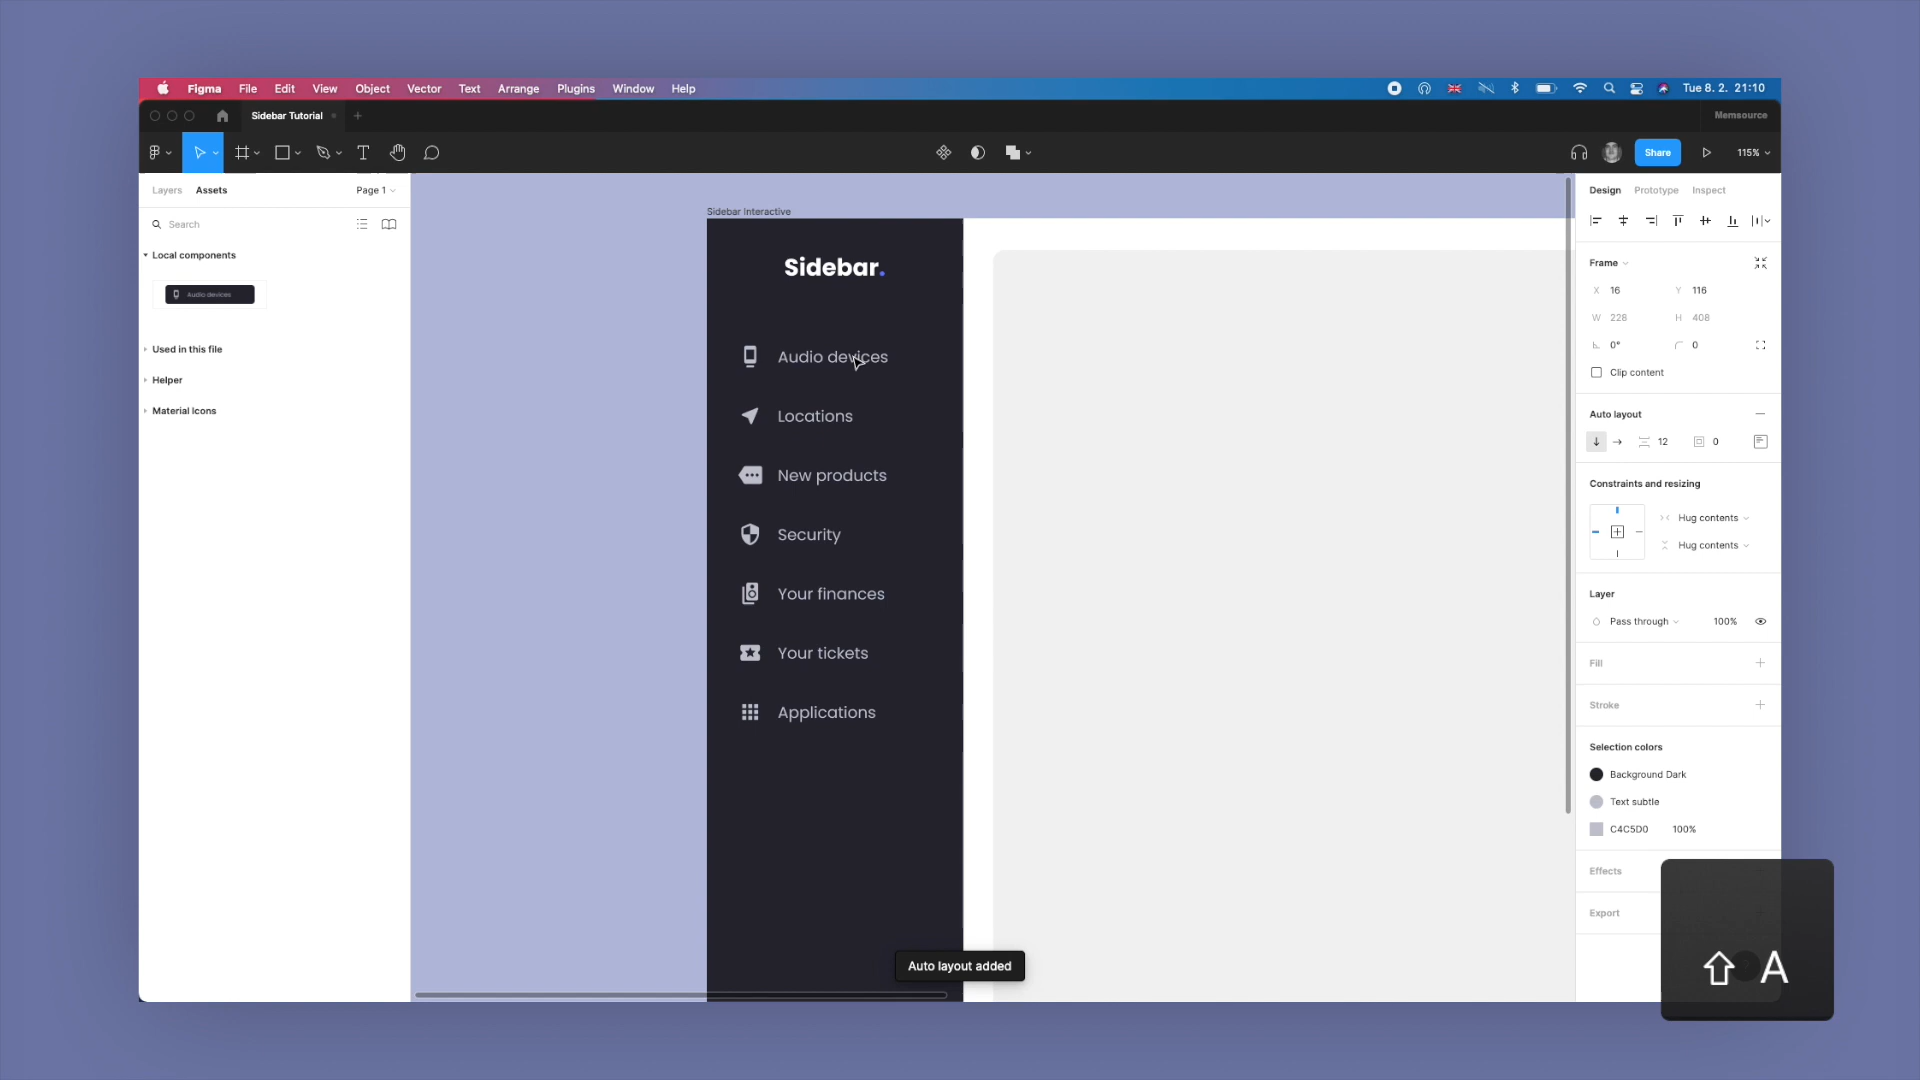 Figma File Edit View Object Vector Text Arrange Plugins Window Help
Tue 8. 2. 21:10
Sidebar Tutorial
Memsource
Share
115%
Layers Assets Page 1
Search
Local components
Audio devices
Used in this file
Helper
Material Icons
Sidebar Interactive
Sidebar.
Audio devices
Locations
New products
Security
Your finances
Your tickets
Applications
Auto layout added
Design Prototype Inspect
Frame
X 16 Y 116
W 228 H 408
0° 0
Clip content
Auto layout
12 0
Constraints and resizing
Hug contents
Hug contents
Layer
Pass through 100%
Fill
Stroke
Selection colors
Background Dark
Text subtle
C4C5D0 100%
Effects
Export
⇧ A